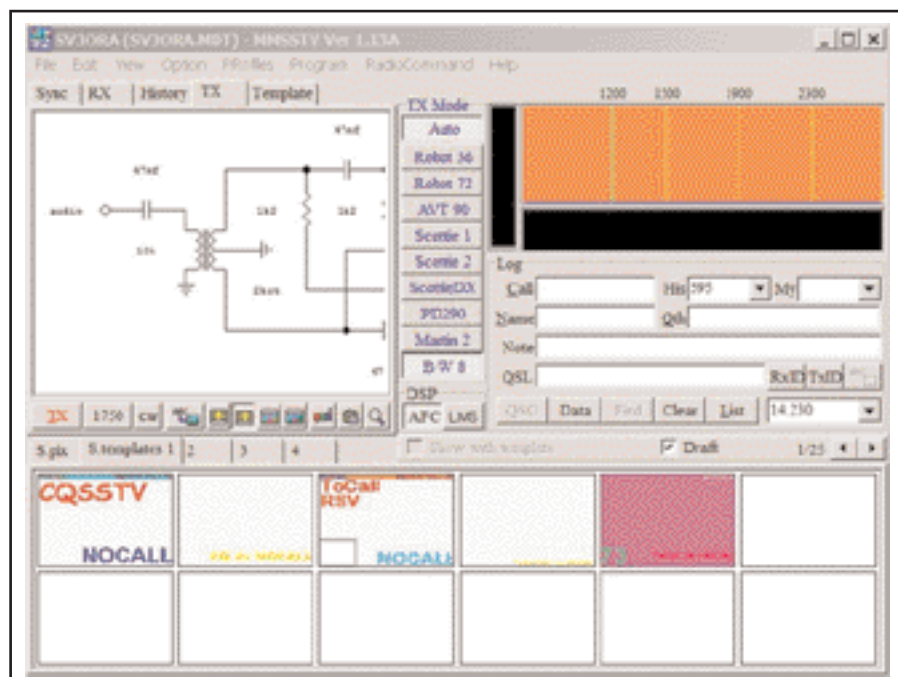 SV3ORA (SV3ORA.MDT) - MMSSTV Ver 1.13A
File Edit View Option PRofiles Program RadioCommand Help
Sync RX History TX Template
1200 1500 1900 2300
TX Mode
Auto
Robot 36
Robot 72
AVT 90
Scottie 1
Scottie 2
ScottieDX
PD290
Martin 2
B/W 8
DSP
AFC LMS
47nf
47nf
audio
1k2
1k2
Log
Call His 595 My
Name Qth
Note
QSL RxID TxID
QSO Data Find Clear List 14.230
TX 1750 CW
S.pix S.templates 1 2 3 4
Show with template Draft 1/25
CQSSTV
NOCALL
ToCall
RSV
NOCALL
73